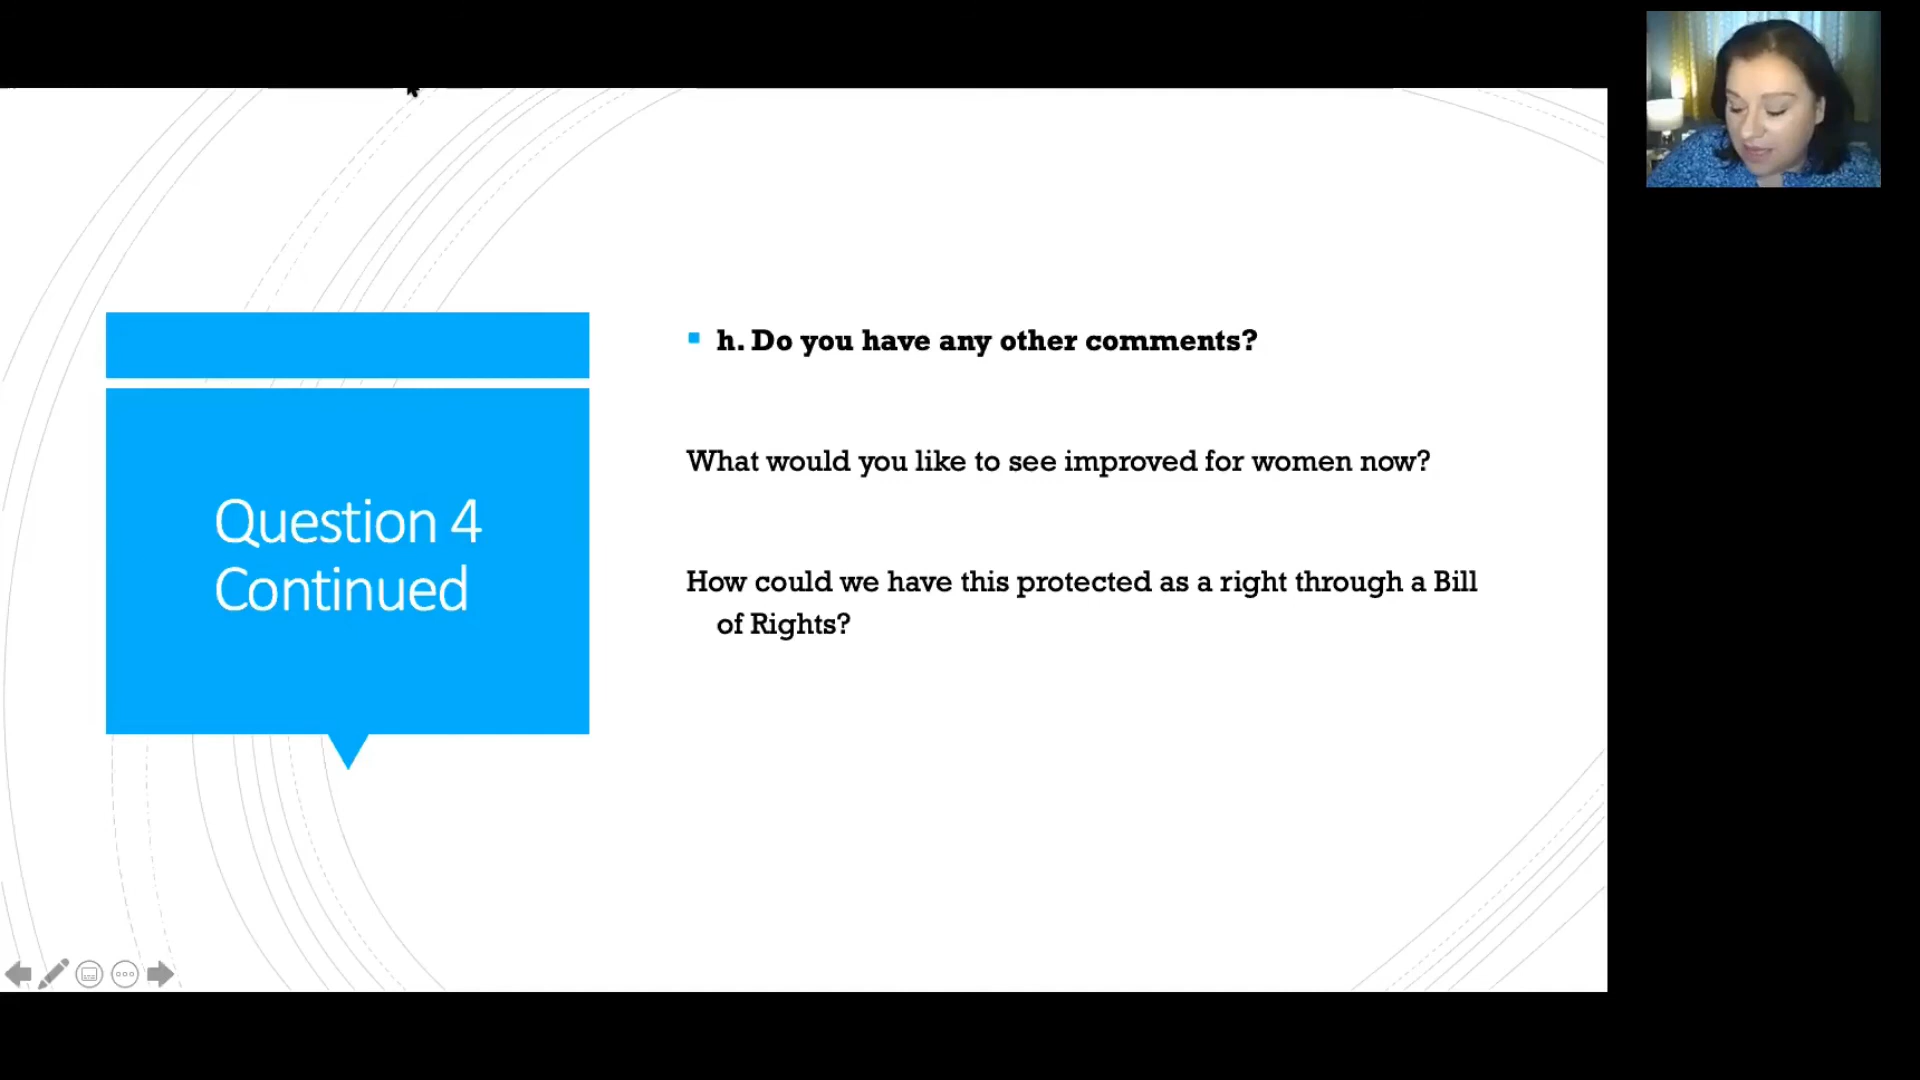 Question 4
Continued
h. Do you have any other comments?
What would you like to see improved for women now?
How could we have this protected as a right through a Bill
of Rights?